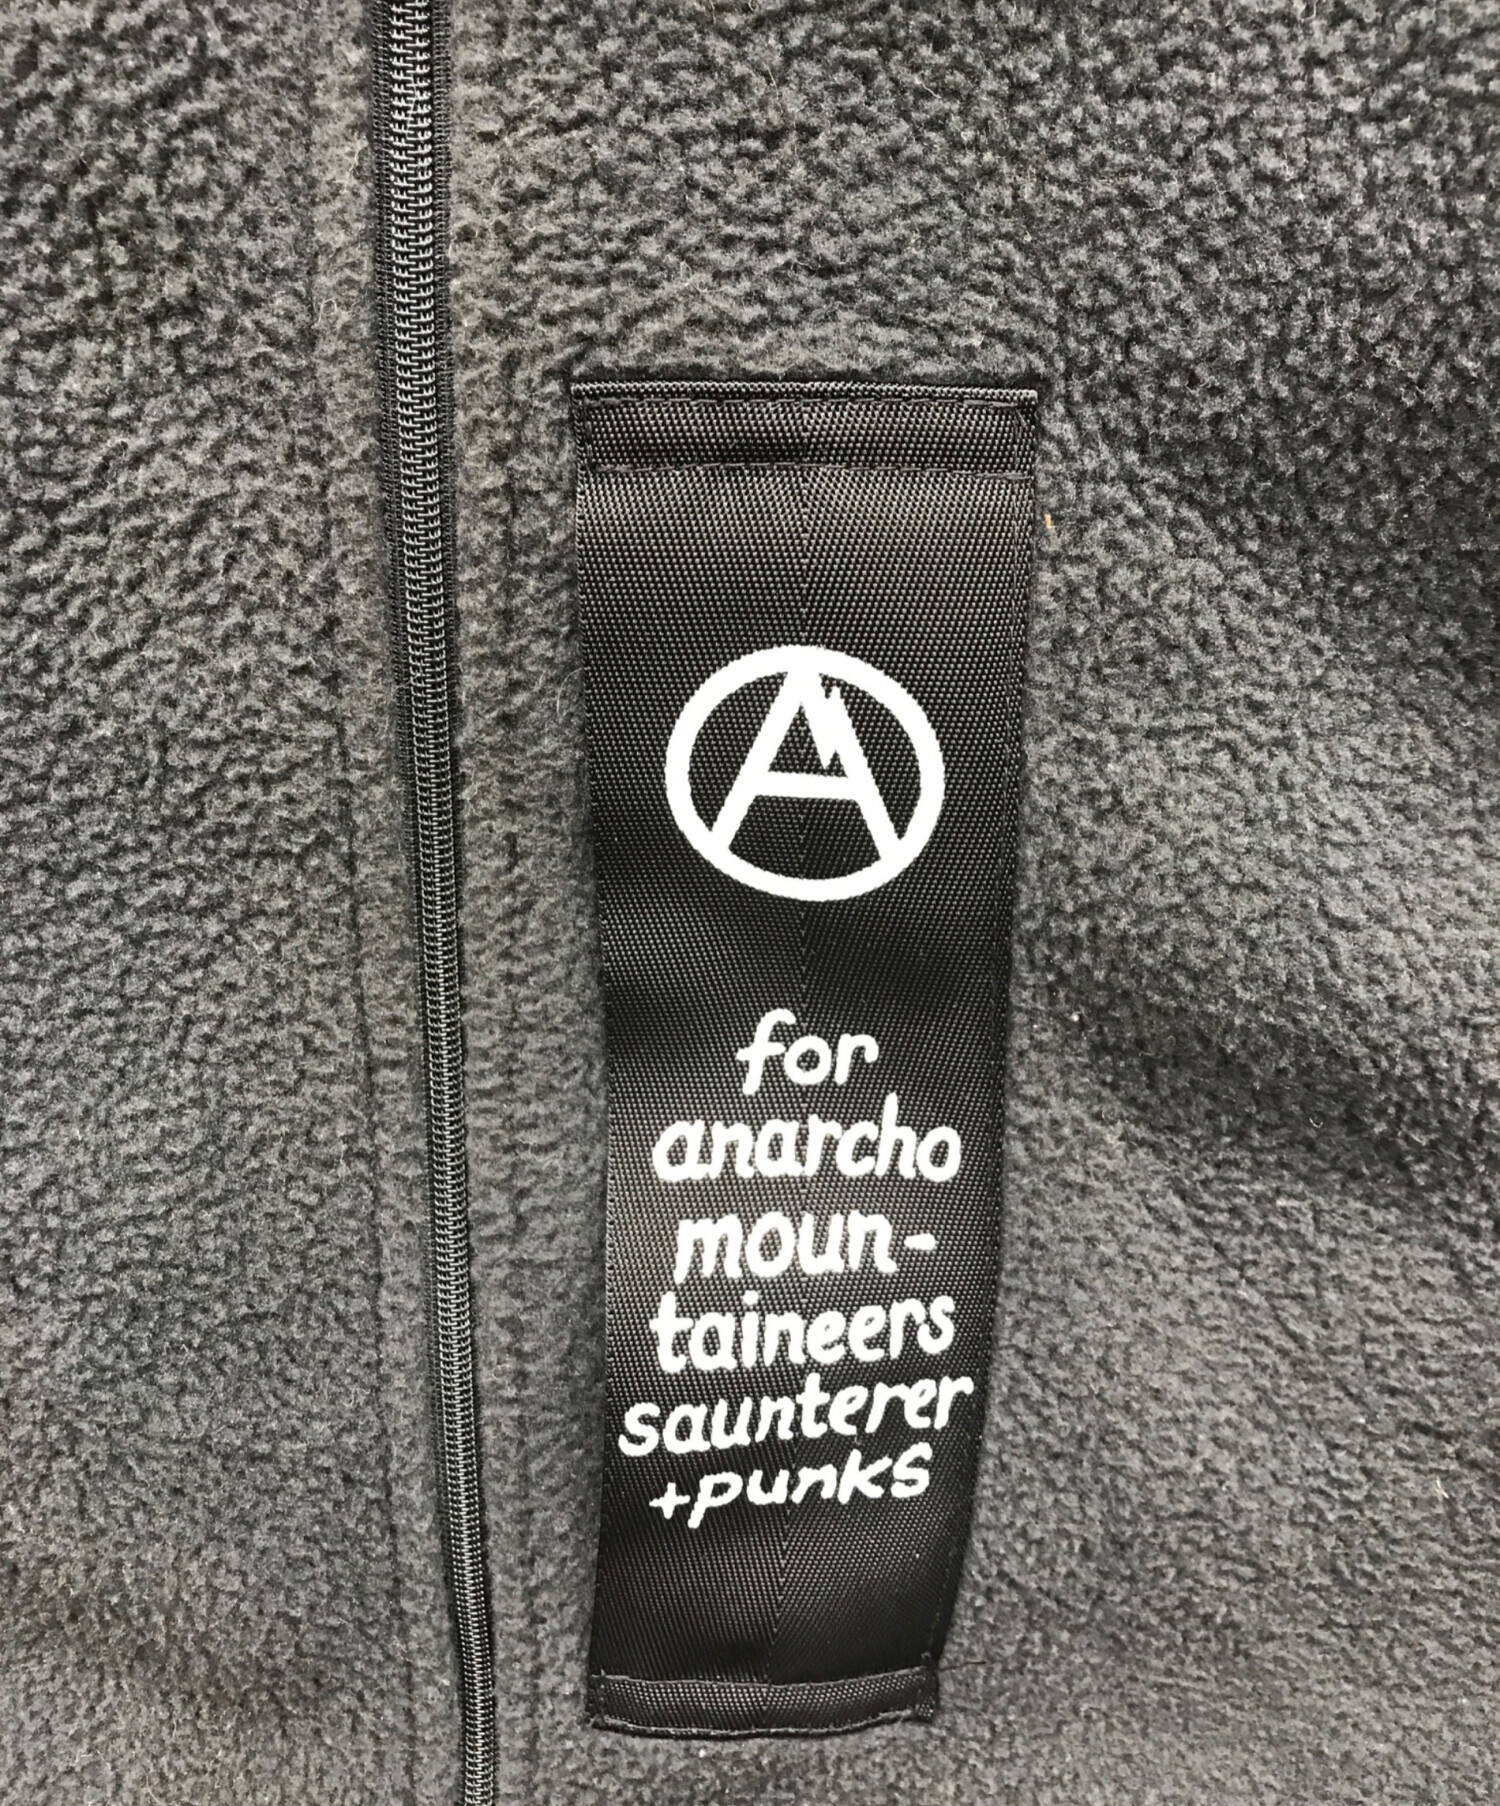 for
anarcho
moun-
taineers
saunterer
+punks